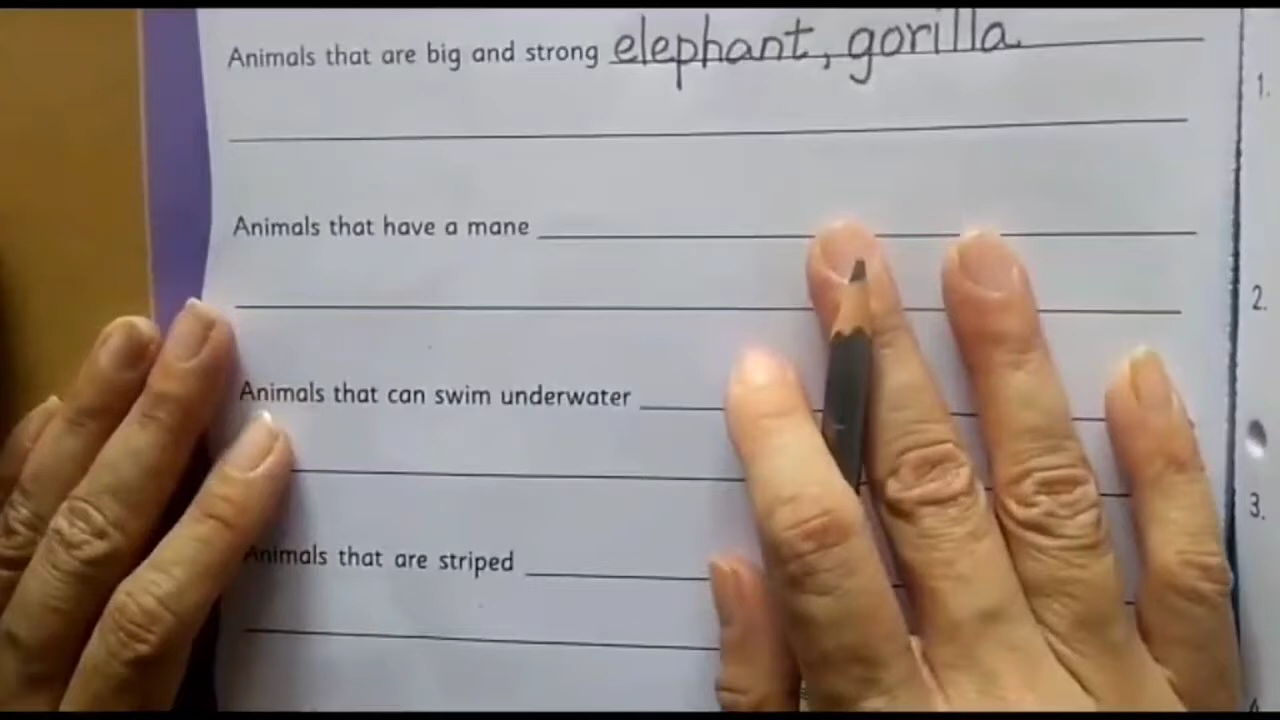 Animals that are big and strong elephant, gorilla
Animals that have a mane
Animals that can swim underwater
Animals that are striped
1.
2.
3.